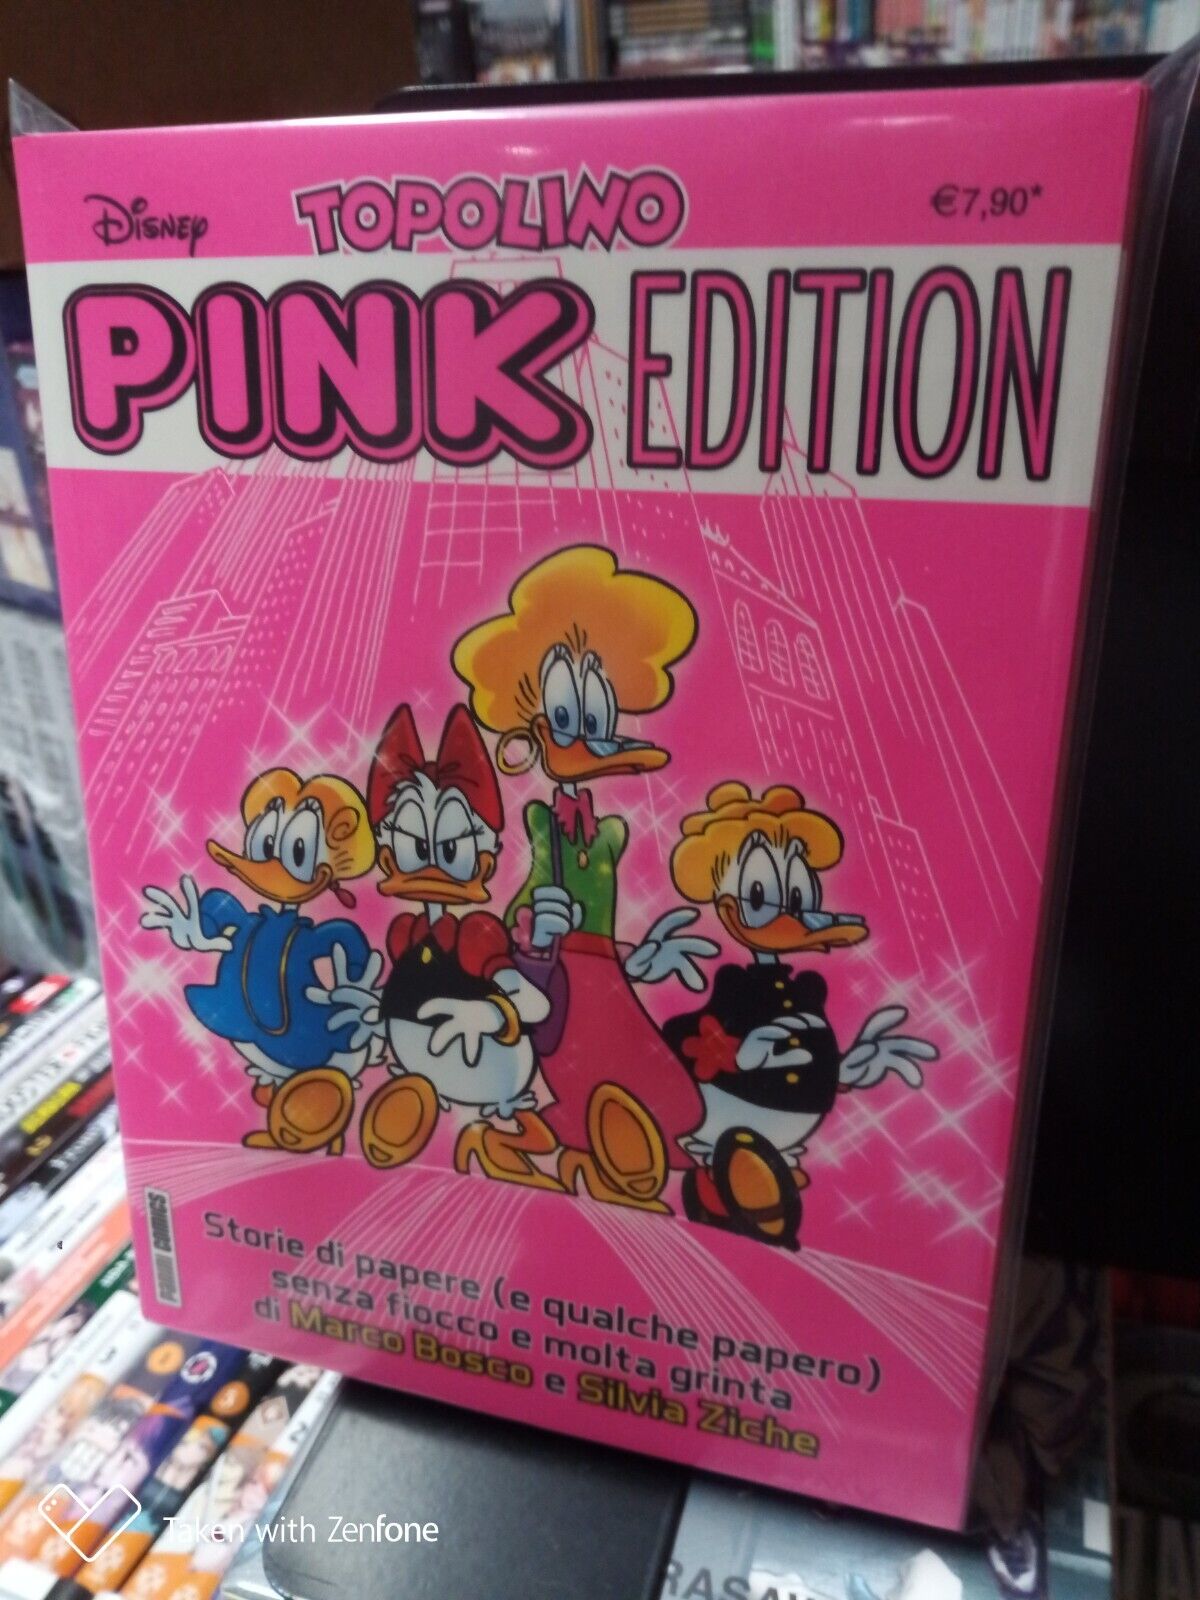 Disney
TOPOLINO
€7,90*
PINK EDITION
PANINI COMICS
Storie di papere (e qualche papero)
senza fiocco e molta grinta
di Marco Bosco e Silvia Ziche
Taken with Zenfone